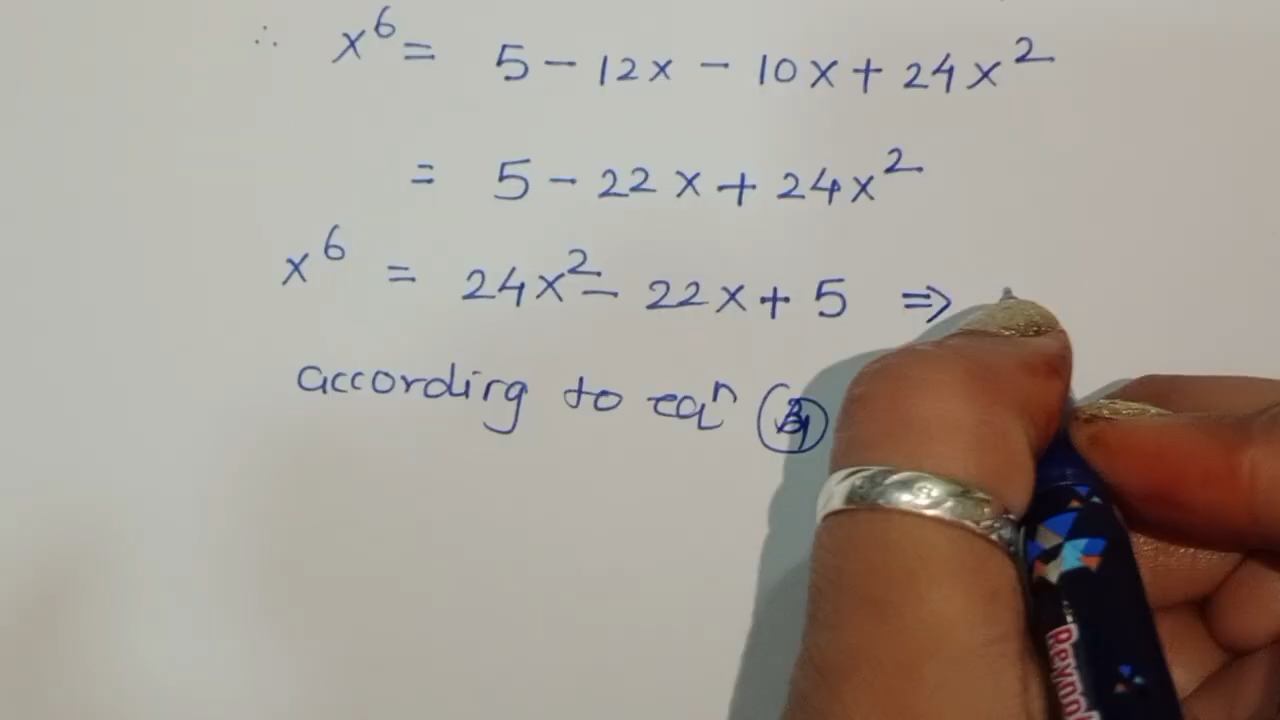 ∴ x⁶ = 5 - 12x - 10x + 24x²
= 5 - 22x + 24x²
x⁶ = 24x² - 22x + 5 ⇒
according to eqⁿ